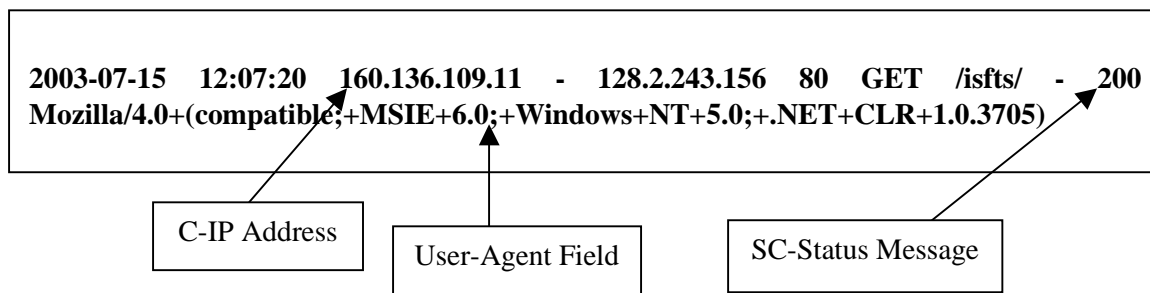 2003-07-15 12:07:20 160.136.109.11 - 128.2.243.156 80 GET /isfts/ - 200
Mozilla/4.0+(compatible;+MSIE+6.0;+Windows+NT+5.0;+.NET+CLR+1.0.3705)
C-IP Address
User-Agent Field
SC-Status Message